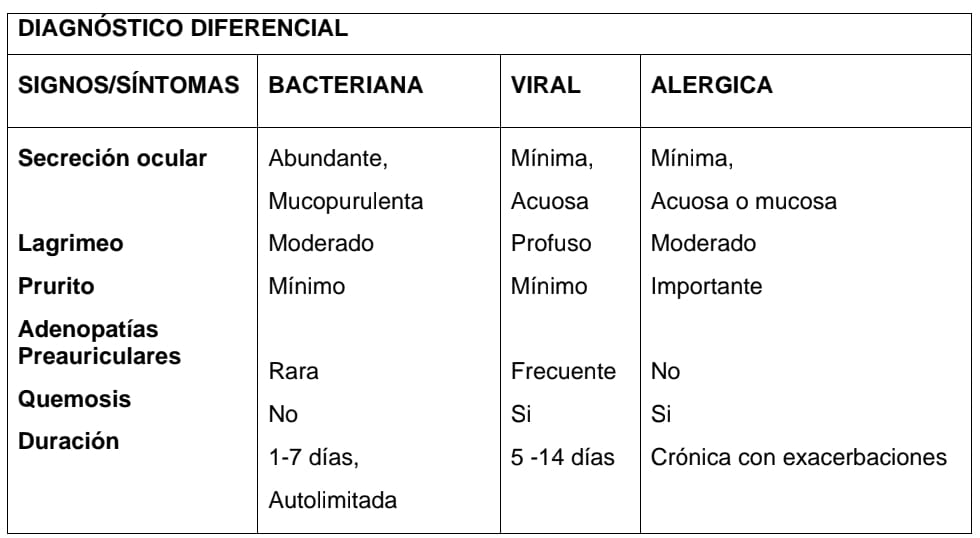 DIAGNÓSTICO DIFERENCIAL
SIGNOS/SÍNTOMAS BACTERIANA VIRAL ALERGICA
Secreción ocular Abundante, Mínima, Mínima,
Mucopurulenta Acuosa Acuosa o mucosa
Lagrimeo Moderado Profuso Moderado
Prurito Mínimo Mínimo Importante
Adenopatías
Preauriculares
Rara Frecuente No
Quemosis
No Si Si
Duración
1-7 días, 5 -14 días Crónica con exacerbaciones
Autolimitada